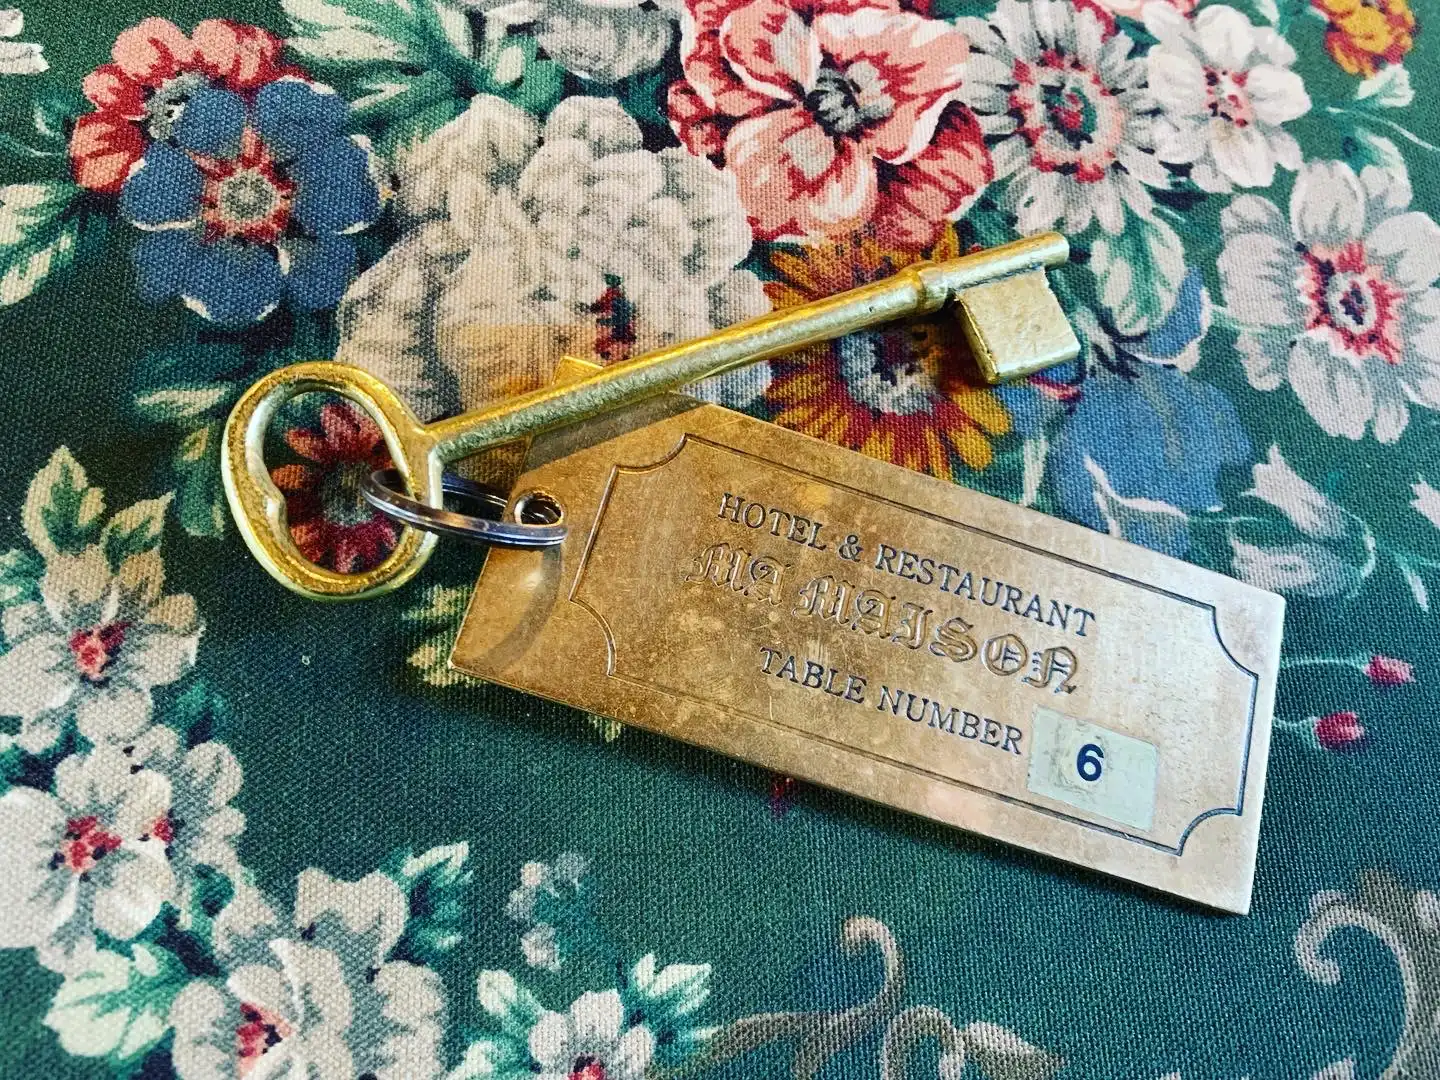 HOTEL & RESTAURANT
MA MAISON
TABLE NUMBER 6